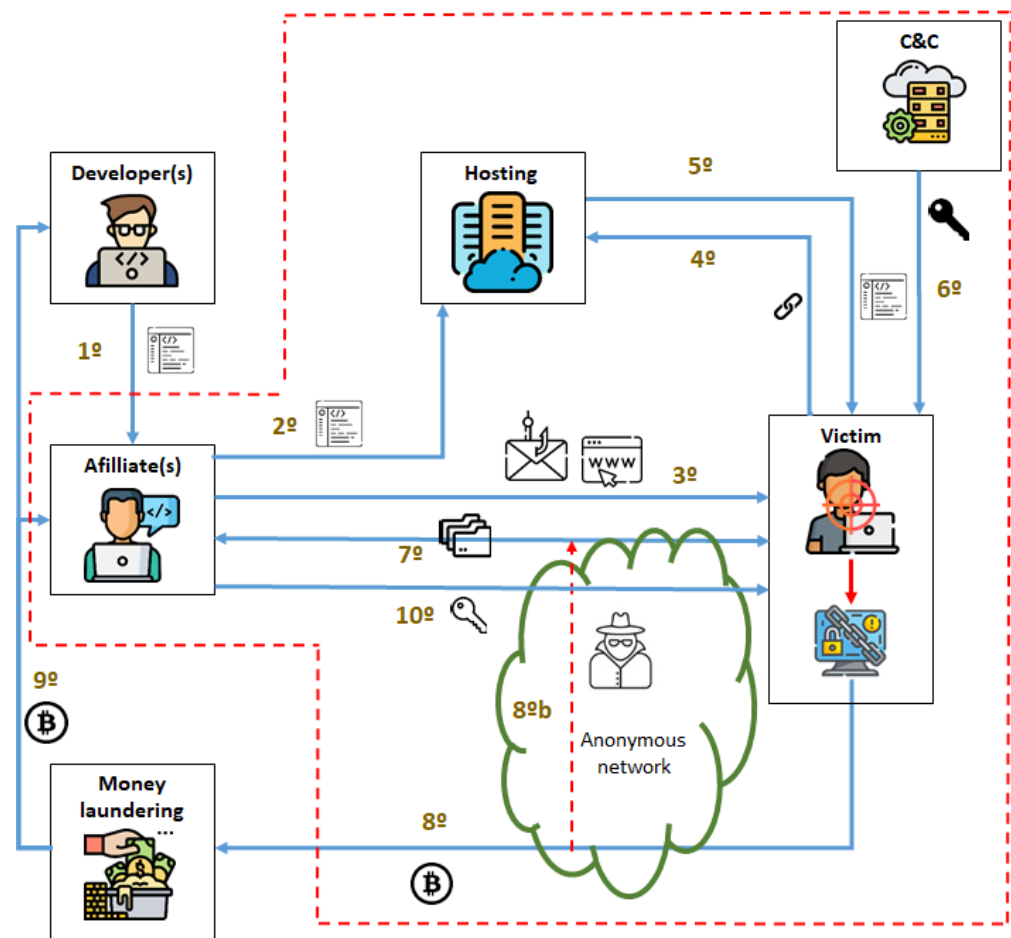 C&C
Developer(s)
Hosting
5º
4º
6º
1º
2º
Afilliate(s)
Victim
WWW
3º
7º
10º
9º
8ºb
Anonymous
network
Money
laundering
...
8º